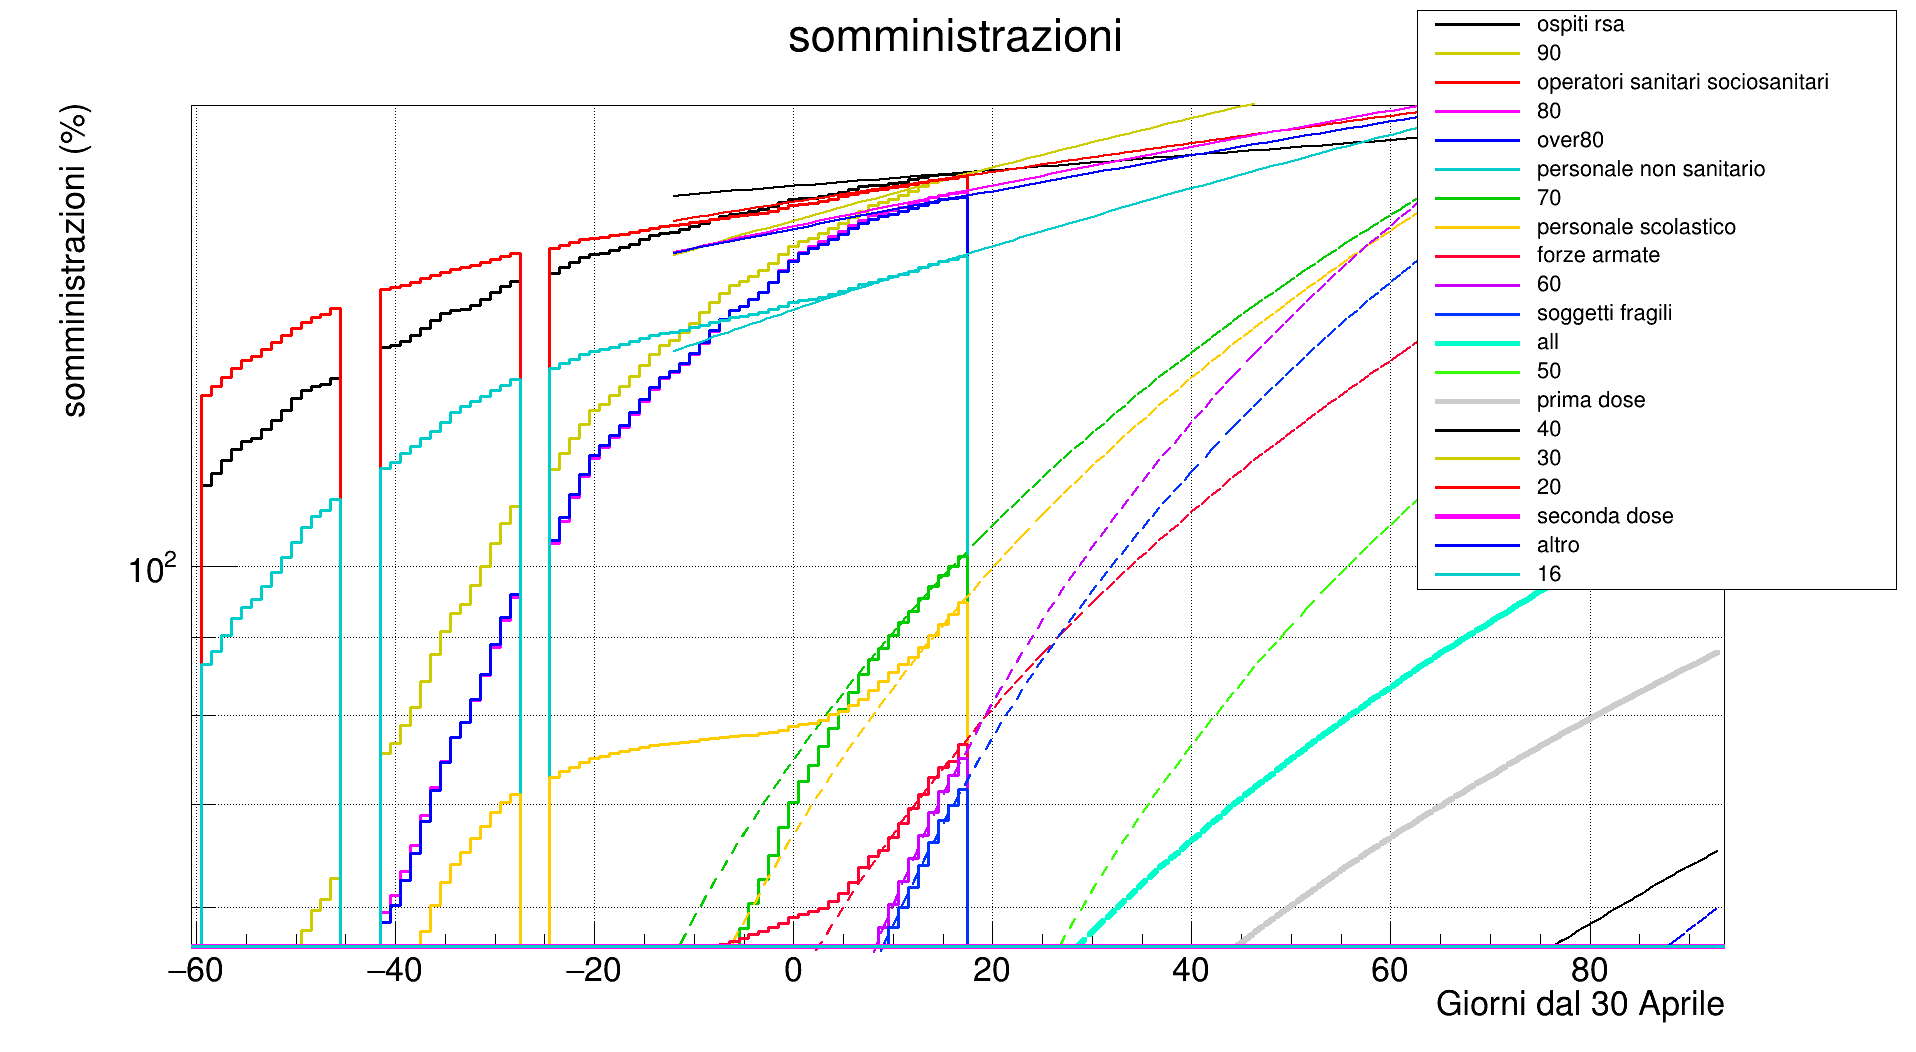 somministrazioni
somministrazioni (%)
10²
−60 −40 −20 0 20 40 60 80
Giorni dal 30 Aprile
ospiti rsa
90
operatori sanitari sociosanitari
80
over80
personale non sanitario
70
personale scolastico
forze armate
60
soggetti fragili
all
50
prima dose
40
30
20
seconda dose
altro
16